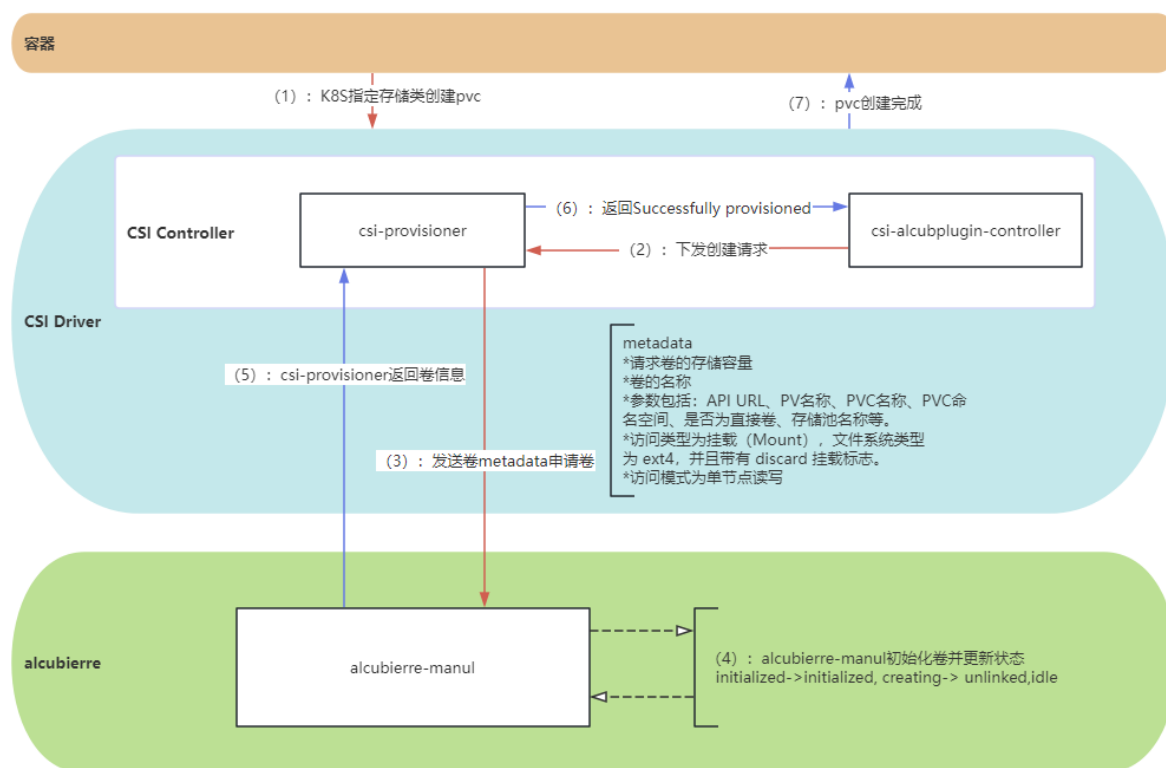 容器
(1)：K8S指定存储类创建pvc
(7)：pvc创建完成
CSI Controller
csi-provisioner
(6)：返回Successfully provisioned
(2)：下发创建请求
csi-alcubplugin-controller
CSI Driver
(5)：csi-provisioner返回卷信息
(3)：发送卷metadata申请卷
metadata
*请求卷的存储容量
*卷的名称
*参数包括：API URL、PV名称、PVC名称、PVC命
名空间、是否为直接卷、存储池名称等。
*访问类型为挂载（Mount），文件系统类型
为 ext4，并且带有 discard 挂载标志。
*访问模式为单节点读写
alcubierre
alcubierre-manul
(4)：alcubierre-manul初始化卷并更新状态
initialized->initialized, creating-> unlinked,idle